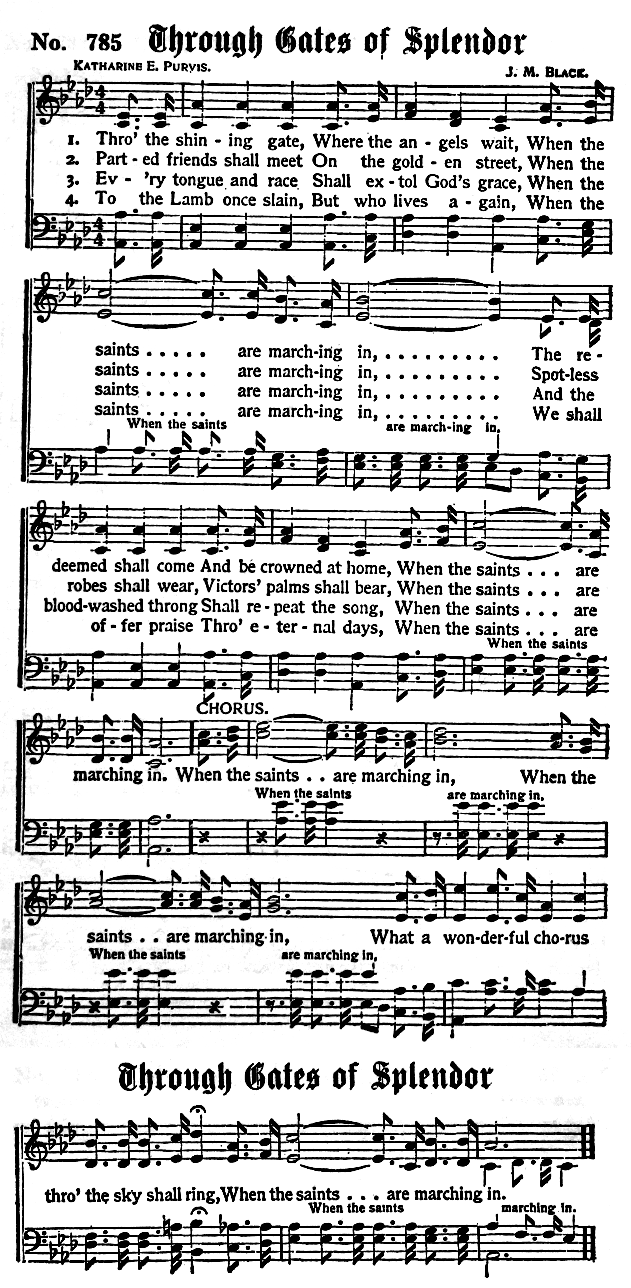 No. 785 Through Gates of Splendor
KATHARINE E. PURVIS.
J. M. BLACK.
1. Thro' the shin - ing gate, Where the an - gels wait, When the
2. Part - ed friends shall meet On the gold - en street, When the
3. Ev - 'ry tongue and race Shall ex - tol God's grace, When the
4. To the Lamb once slain, But who lives a - gain, When the
saints . . . . . are march-ing in, . . . . . . . . . The re -
saints . . . . . are march-ing in, . . . . . . . . . Spot-less
saints . . . . . are march-ing in, . . . . . . . . . And the
saints . . . . . are march-ing in, . . . . . . . . . We shall
When the saints are march-ing in.
deemed shall come And be crowned at home, When the saints . . . are
robes shall wear, Victors' palms shall bear, When the saints . . . are
blood-washed throng Shall re - peat the song, When the saints . . . are
of - fer praise Thro' e - ter - nal days, When the saints . . . are
When the saints
CHORUS.
marching in. When the saints . . are marching in, When the
When the saints are marching in,
saints . . are marching in, What a won-der-ful cho-rus
When the saints are marching in,
Through Gates of Splendor
thro' the sky shall ring, When the saints . . . are marching in.
When the saints marching in.